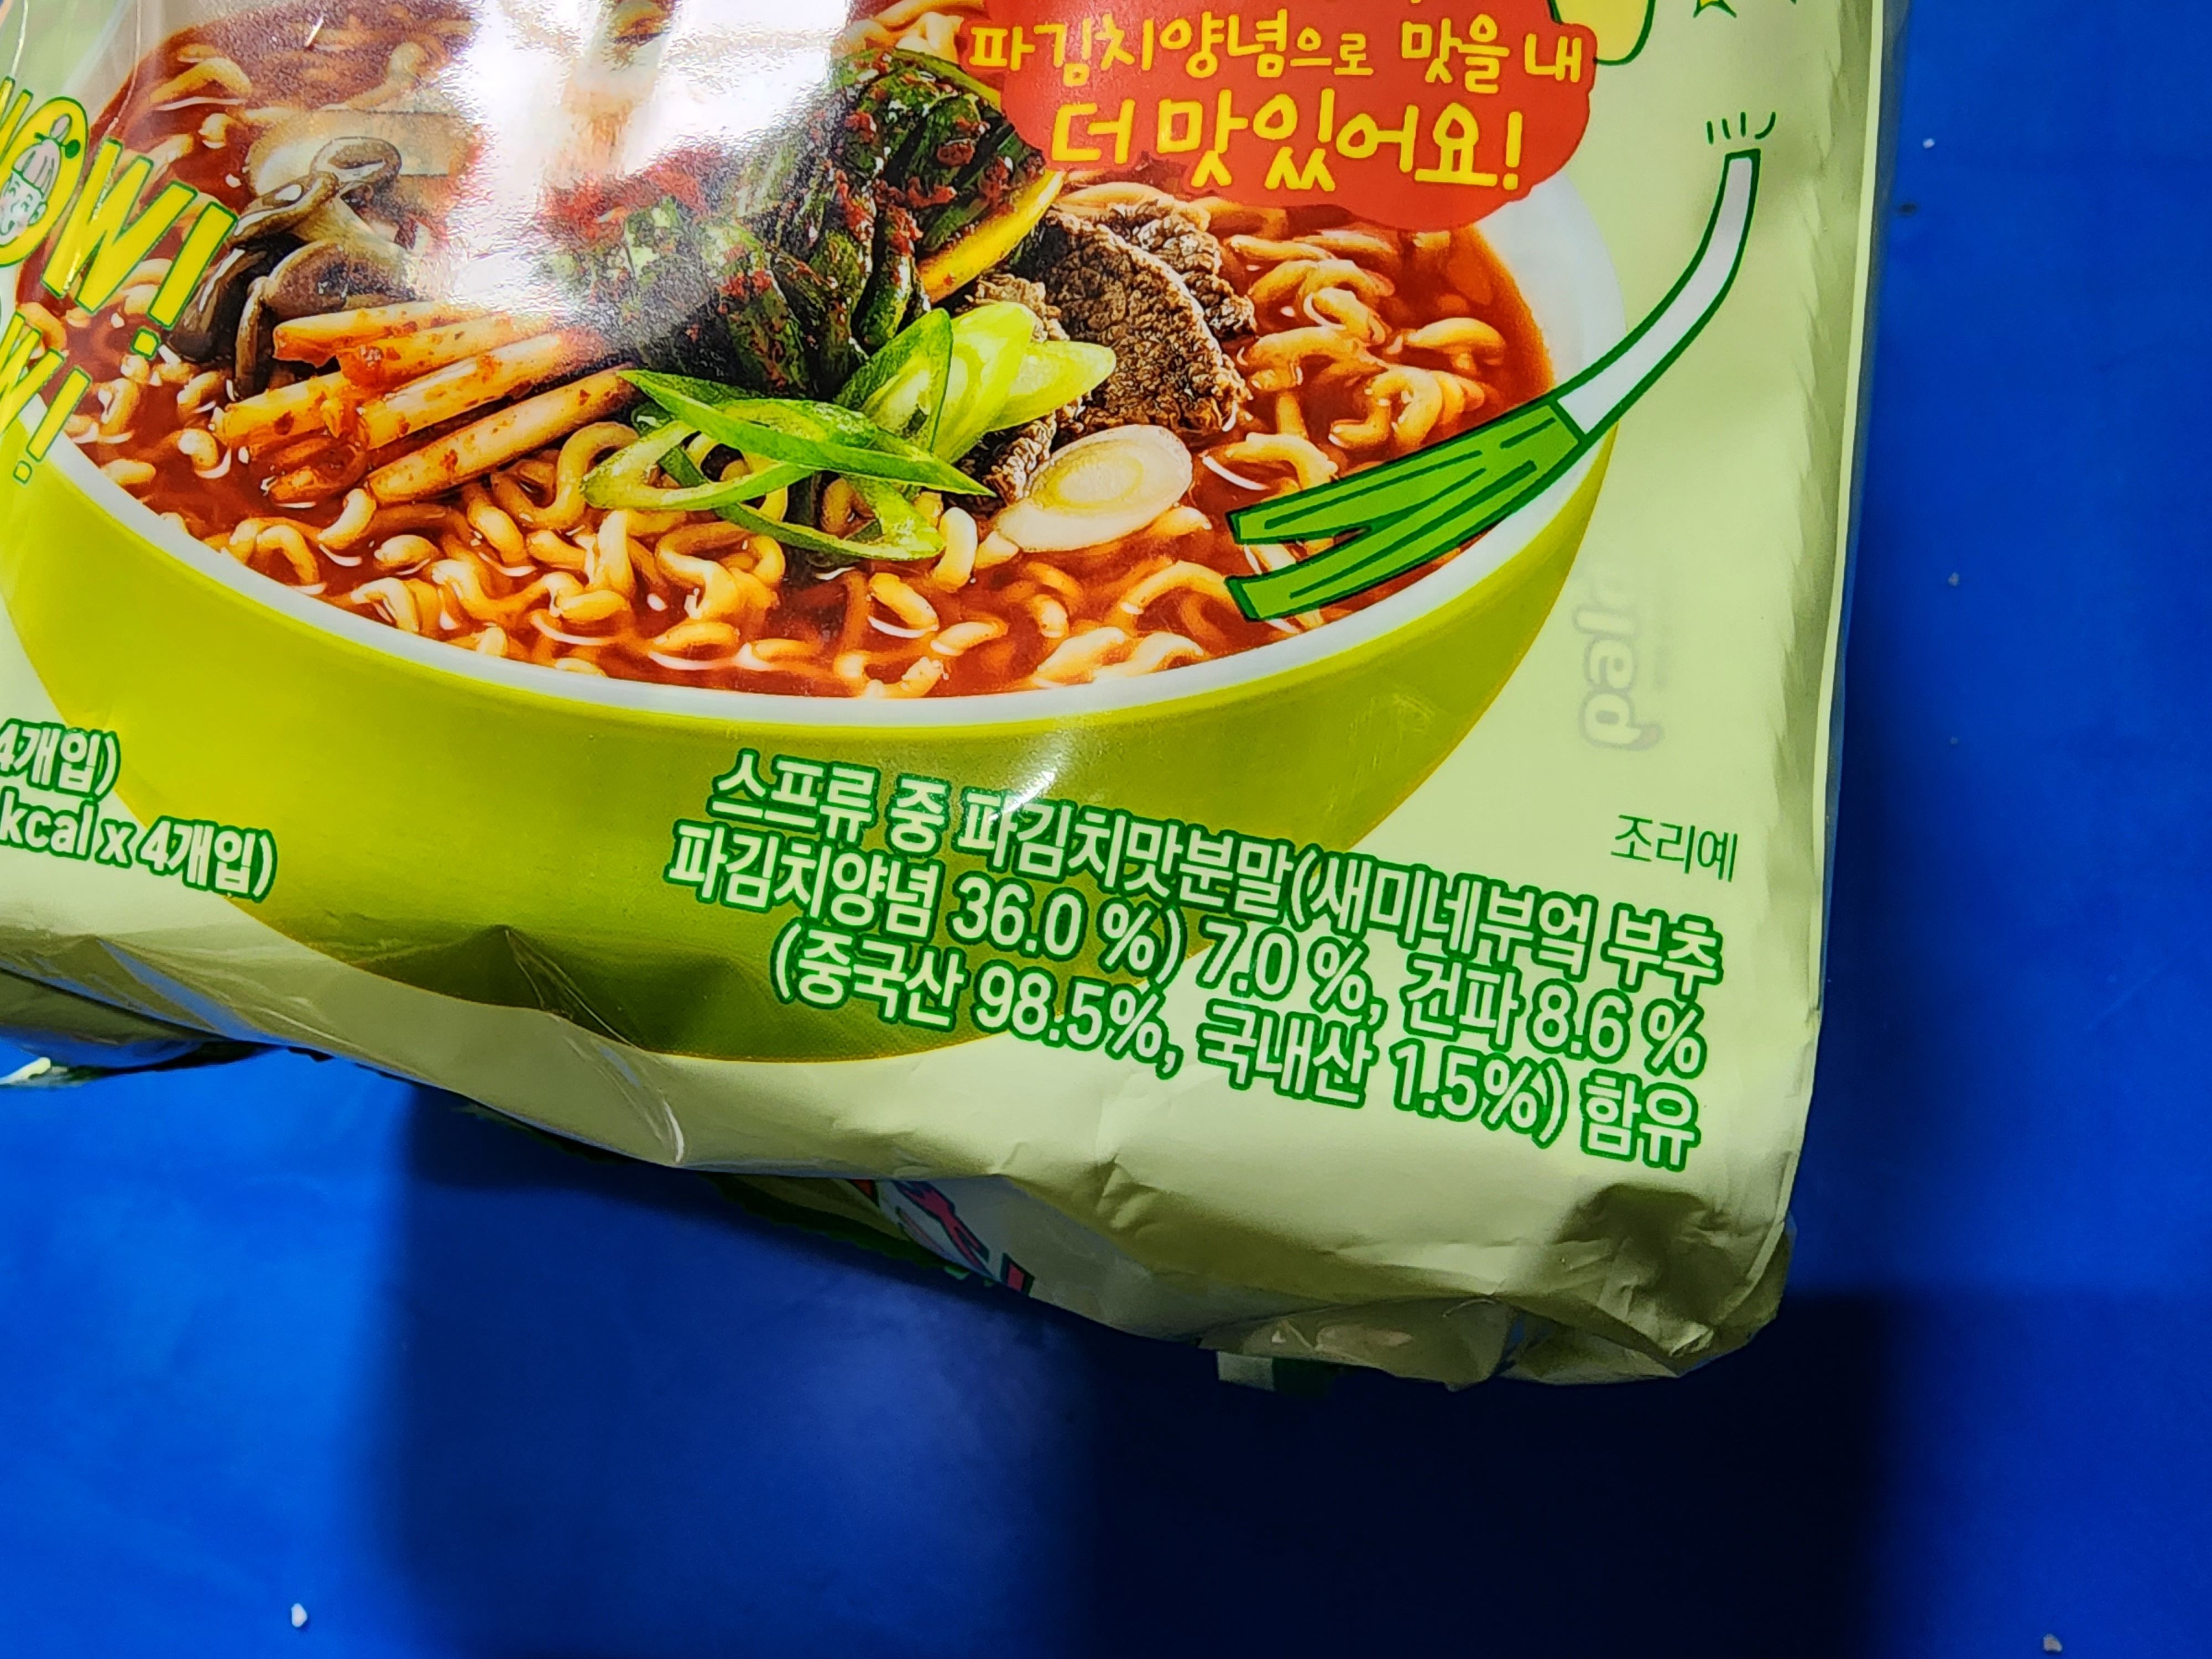 파김치양념으로 맛을 내
더 맛있어요!
WOW!
W!
4개입)
kcal x 4개입)
조리예
스프류 중 파김치맛분말(새미네부엌 부추
파김치양념 36.0 %) 7.0 %, 건파 8.6 %
(중국산 98.5%, 국내산 1.5%) 함유